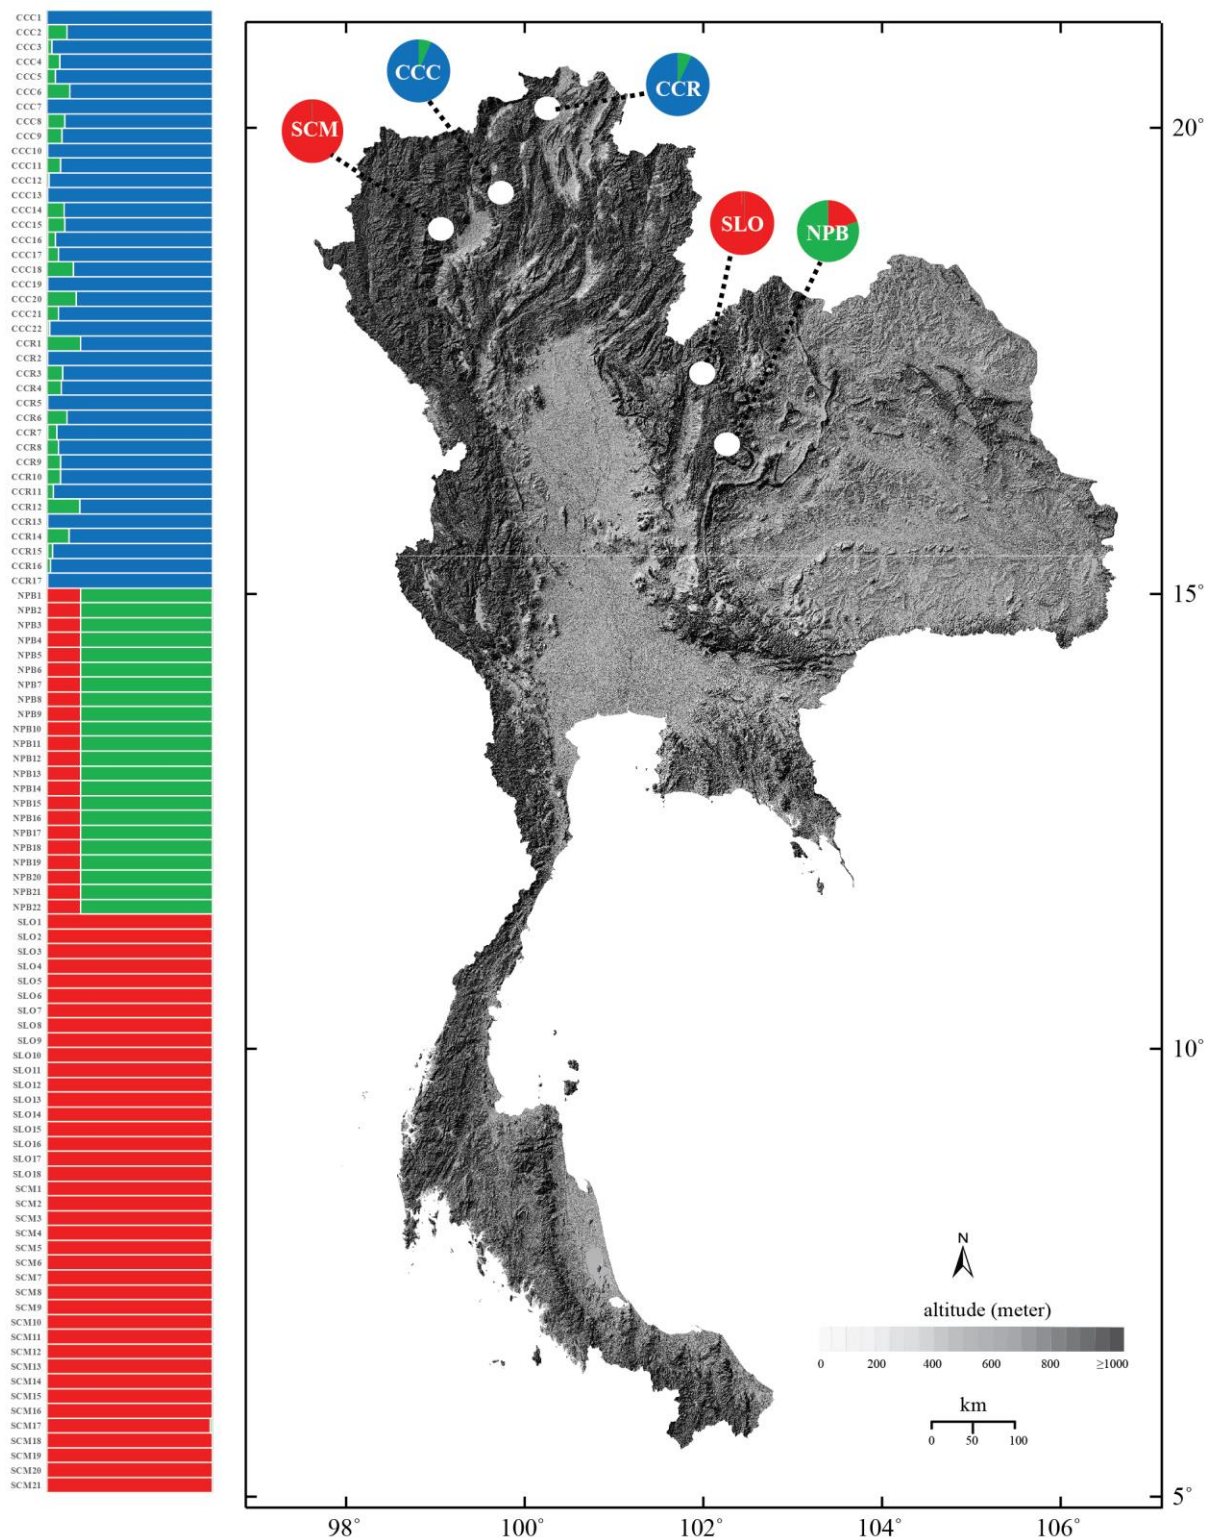 CCC1
CCC2
CCC3
CCC4
CCC5
CCC6
CCC7
CCC8
CCC9
CCC10
CCC11
CCC12
CCC13
CCC14
CCC15
CCC16
CCC17
CCC18
CCC19
CCC20
CCC21
CCC22
CCR1
CCR2
CCR3
CCR4
CCR5
CCR6
CCR7
CCR8
CCR9
CCR10
CCR11
CCR12
CCR13
CCR14
CCR15
CCR16
CCR17
NPB1
NPB2
NPB3
NPB4
NPB5
NPB6
NPB7
NPB8
NPB9
NPB10
NPB11
NPB12
NPB13
NPB14
NPB15
NPB16
NPB17
NPB18
NPB19
NPB20
NPB21
NPB22
SLO1
SLO2
SLO3
SLO4
SLO5
SLO6
SLO7
SLO8
SLO9
SLO10
SLO11
SLO12
SLO13
SLO14
SLO15
SLO16
SLO17
SLO18
SCM1
SCM2
SCM3
SCM4
SCM5
SCM6
SCM7
SCM8
SCM9
SCM10
SCM11
SCM12
SCM13
SCM14
SCM15
SCM16
SCM17
SCM18
SCM19
SCM20
SCM21
CCC
CCR
SCM
SLO
NPB
20°
15°
10°
5°
N
altitude (meter)
0 200 400 600 800 ≥1000
km
0 50 100
98° 100° 102° 104° 106°